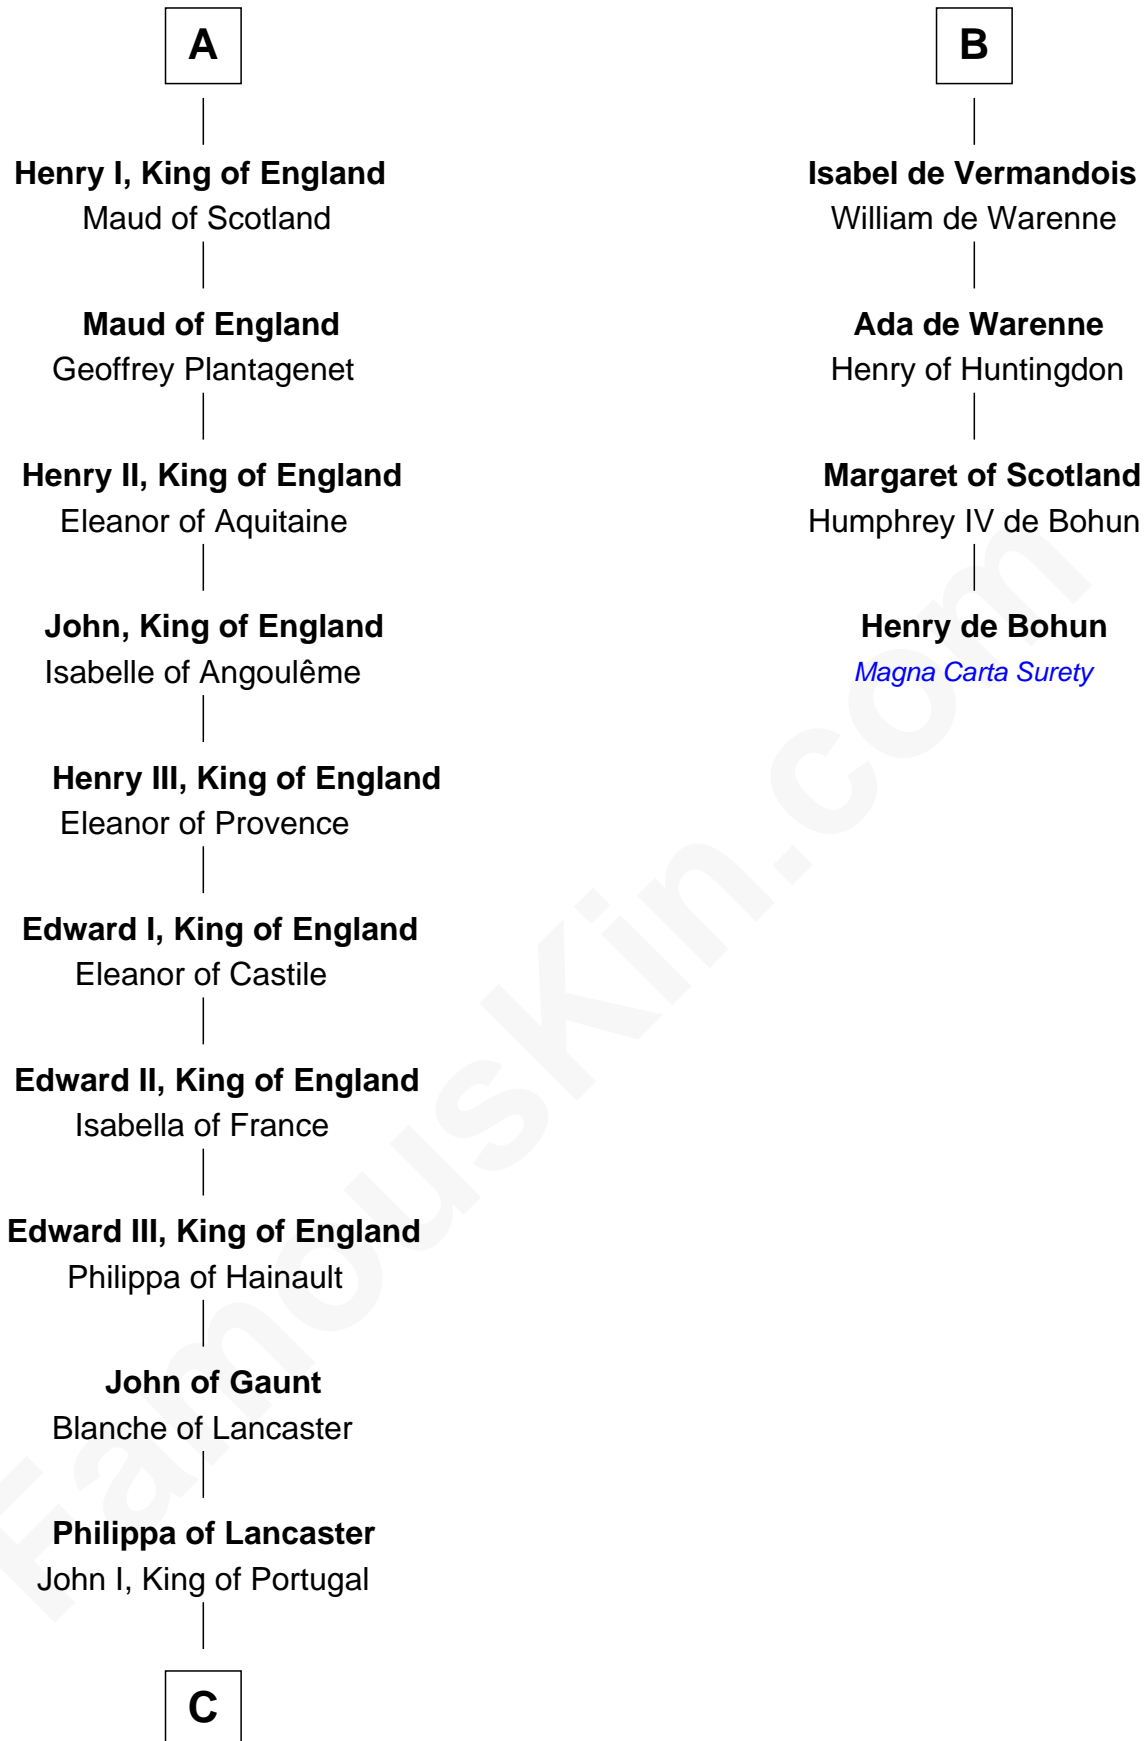 A
Henry I, King of England
Maud of Scotland
Maud of England
Geoffrey Plantagenet
Henry II, King of England
Eleanor of Aquitaine
John, King of England
Isabelle of Angoulême
Henry III, King of England
Eleanor of Provence
Edward I, King of England
Eleanor of Castile
Edward II, King of England
Isabella of France
Edward III, King of England
Philippa of Hainault
John of Gaunt
Blanche of Lancaster
Philippa of Lancaster
John I, King of Portugal
C
B
Isabel de Vermandois
William de Warenne
Ada de Warenne
Henry of Huntingdon
Margaret of Scotland
Humphrey IV de Bohun
Henry de Bohun
Magna Carta Surety
FamousKin.com